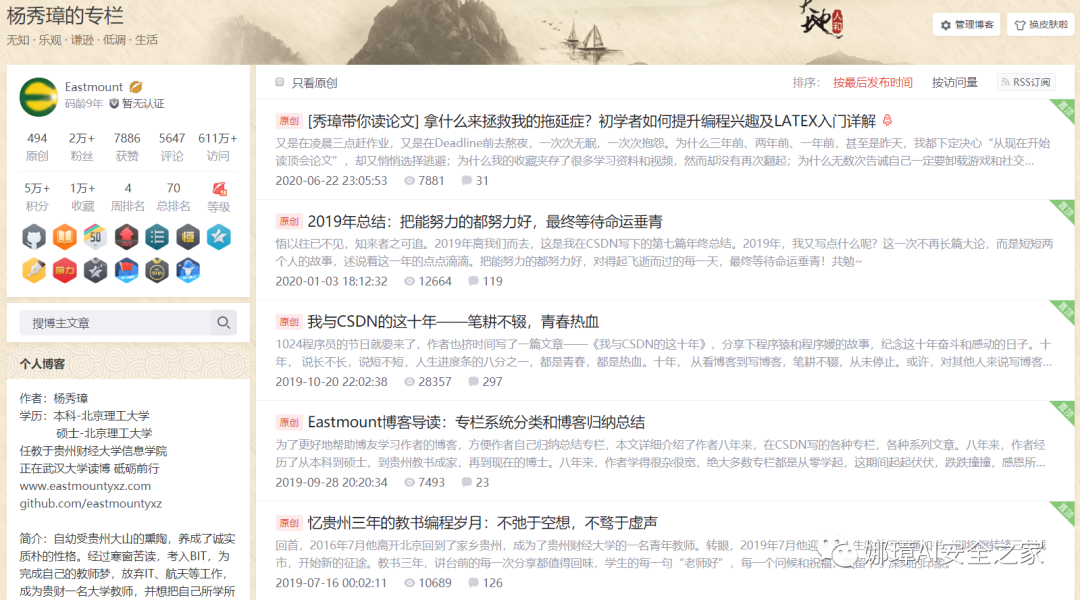 杨秀璋的专栏
无知 · 乐观 · 谦逊 · 低调 · 生活
大地
人和
管理博客
换皮肤啦
Eastmount
码龄9年 暂无认证
494 2万+ 7886 5647 611万+
原创 粉丝 获赞 评论 访问
5万+ 1万+ 4 70
积分 收藏 周排名 总排名 等级
搜博主文章
个人博客
作者：杨秀璋
学历：本科-北京理工大学
硕士-北京理工大学
任教于贵州财经大学信息学院
正在武汉大学读博 砥砺前行
www.eastmountyxz.com
github.com/eastmountyxz
简介：自幼受贵州大山的熏陶，养成了诚实
质朴的性格。经过寒窗苦读，考入BIT，为
完成自己的教师梦，放弃IT、航天等工作，
成为贵财一名大学教师，并想把自己所学所
只看原创
排序： 按最后发布时间 按访问量 RSS订阅
置顶
原创 [秀璋带你读论文] 拿什么来拯救我的拖延症？初学者如何提升编程兴趣及LATEX入门详解
又是在凌晨三点赶作业，又是在Deadline前去熬夜，一次次无眠，一次次抱怨。为什么三年前、两年前、一年前，甚至是昨天，我都下定决心“从现在开始
读顶会论文”，却又悄悄选择逃避；为什么我的收藏夹存了很多学习资料和视频，然而却没有再次翻起；为什么无数次告诫自己一定要卸载游戏和社交...
2020-06-22 23:05:53 7881 31
置顶
原创 2019年总结：把能努力的都努力好，最终等待命运垂青
悟以往已不见，知来者之可追。2019年离我们而去，这是我在CSDN写下的第七篇年终总结。2019年，我又写点什么呢？这一次不再长篇大论，而是短短两
个人的故事，述说着这一年的点点滴滴。把能努力的都努力好，对得起飞逝而过的每一天，最终等待命运垂青！共勉~
2020-01-03 18:12:32 12664 119
置顶
原创 我与CSDN的这十年——笔耕不辍，青春热血
1024程序员的节日就要来了，作者也挤时间写了一篇文章——《我与CSDN的这十年》，分享下程序猿和程序媛的故事，纪念这十年奋斗和感动的日子。十
年， 说长不长，说短不短，人生进度条的八分之一，都是青春，都是热血。十年， 从看博客到写博客，笔耕不辍，从未停止。或许，对其他人来说写博客...
2019-10-20 22:02:38 28357 297
置顶
原创 Eastmount博客导读：专栏系统分类和博客归纳总结
为了更好地帮助博友学习作者的博客，方便作者自己归纳总结专栏，本文详细介绍了作者八年来，在CSDN写的各种专栏，各种系列文章。八年来，作者经
历了从本科到硕士，到贵州教书成家，再到现在的博士。八年来，作者学得很杂很宽，绝大多数专栏都是从零学起，这期间起起伏伏，跌跌撞撞，感恩所...
2019-09-28 20:20:34 7493 23
置顶
原创 忆贵州三年的教书编程岁月：不弛于空想，不骛于虚声
回首，2016年7月他离开北京回到了家乡贵州，成为了贵州财经大学的一名青年教师。转眼，2019年7月他
市，开始新的征途。教书三年，讲台前的每一次分享都值得回味，学生的每一句“老师好”，每一个问候和祝福
2019-07-16 00:02:11 10689 126
娜璋AI安全之家